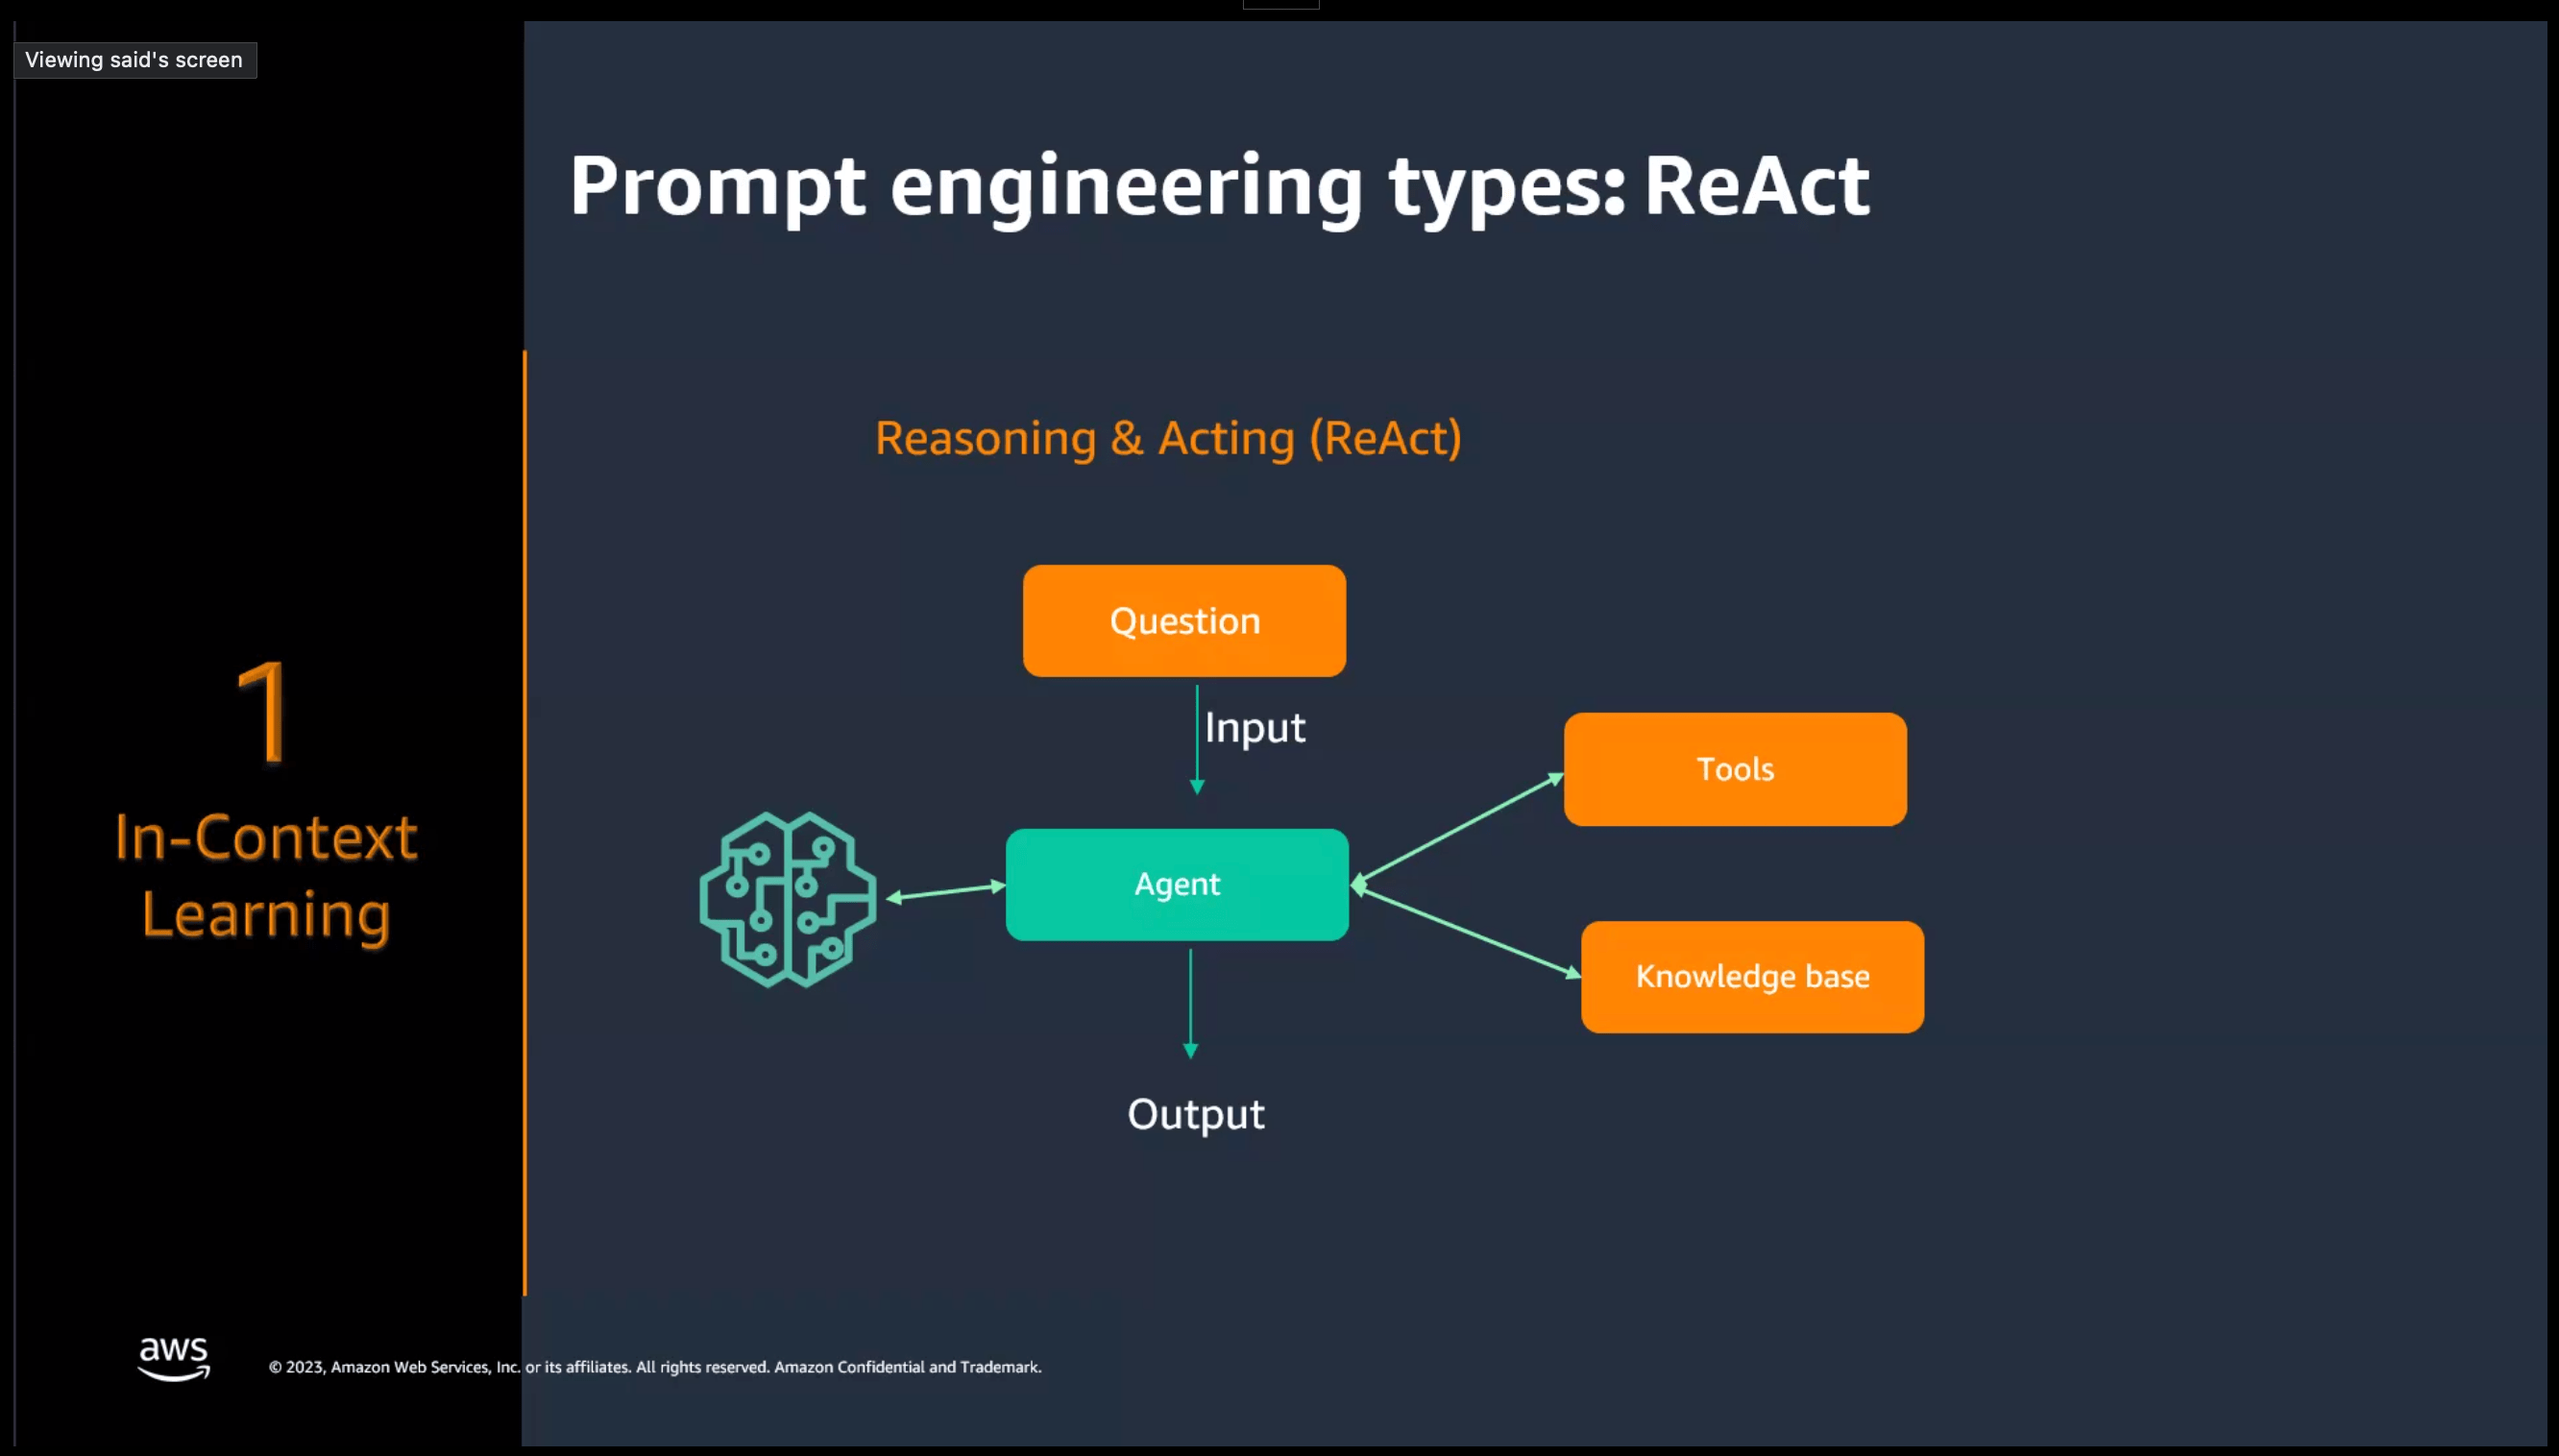 Viewing said's screen
Prompt engineering types: ReAct
1
In-Context
Learning
Reasoning & Acting (ReAct)
Question
Input
Tools
Agent
Knowledge base
Output
aws
© 2023, Amazon Web Services, Inc. or its affiliates. All rights reserved. Amazon Confidential and Trademark.